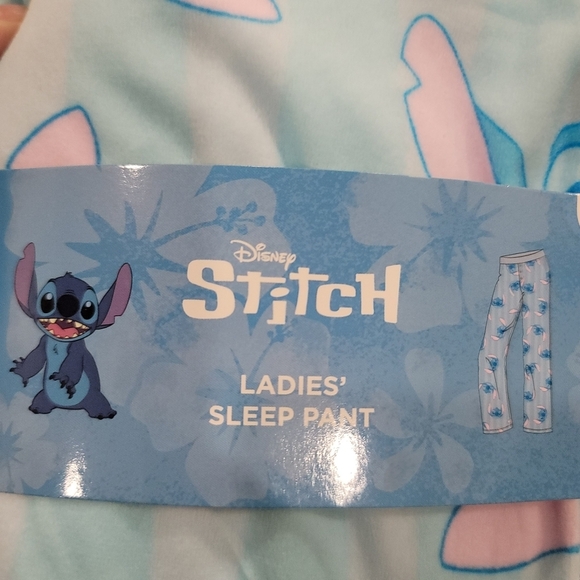 Disney
Stitch
LADIES'
SLEEP PANT